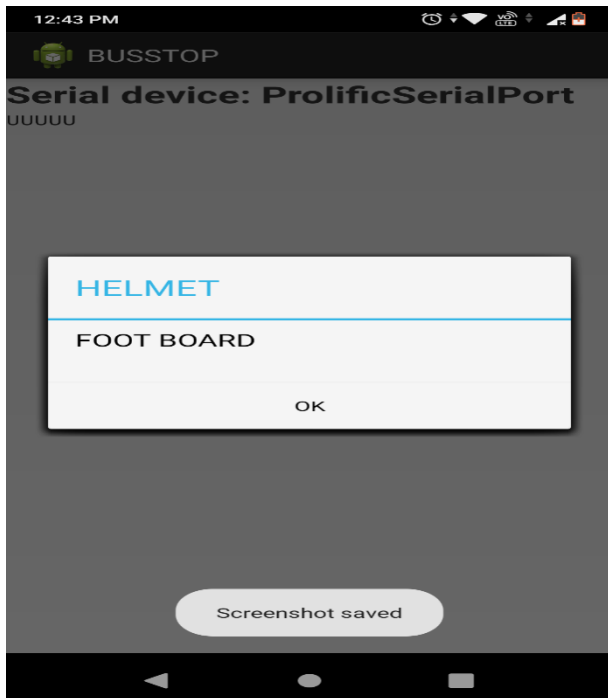 12:43 PM
BUSSTOP
Serial device: ProlificSerialPort
UUUUU
HELMET
FOOT BOARD
OK
Screenshot saved